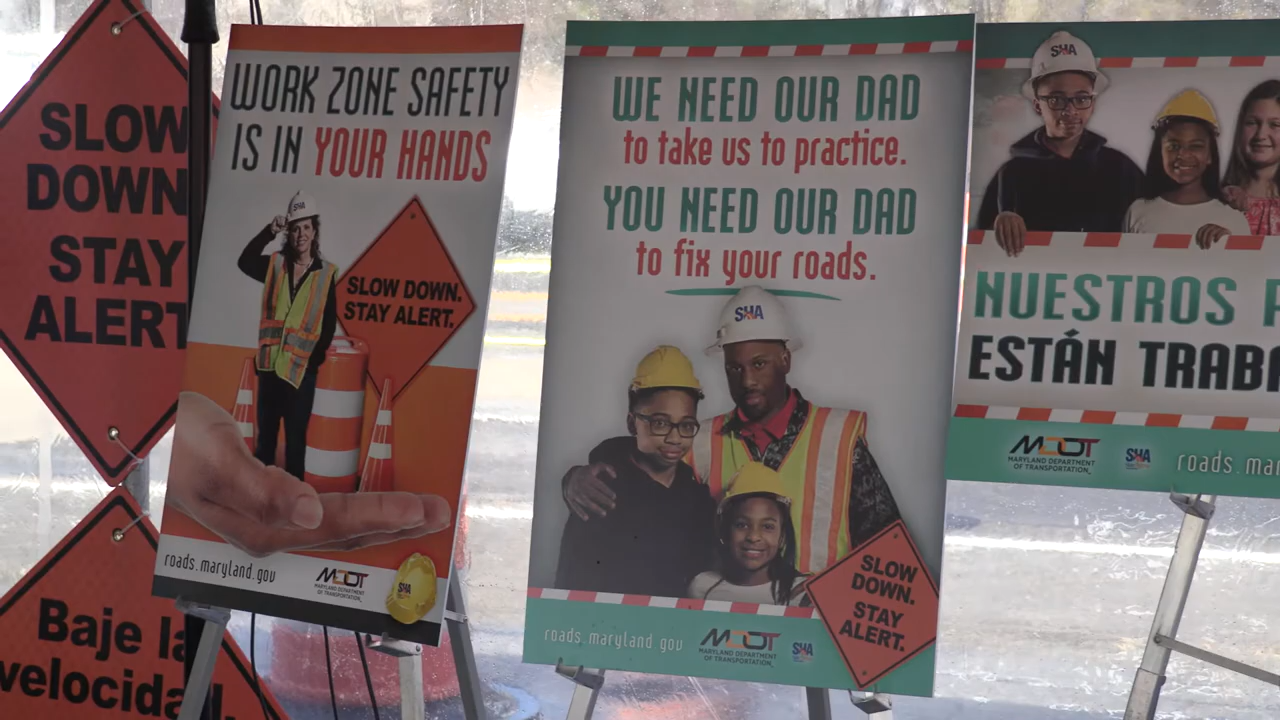 SLOW
DOWN.
STAY
ALERT
Baje la
velocidad.
WORK ZONE SAFETY
IS IN YOUR HANDS
SHA
SLOW DOWN.
STAY ALERT.
roads.maryland.gov
MDOT
MARYLAND DEPARTMENT
OF TRANSPORTATION
SHA
WE NEED OUR DAD
to take us to practice.
YOU NEED OUR DAD
to fix your roads.
SHA
SLOW
DOWN.
STAY
ALERT.
roads.maryland.gov
MDOT
MARYLAND DEPARTMENT
OF TRANSPORTATION
SHA
SHA
NUESTROS
ESTÁN
MDOT
MARYLAND DEPARTMENT
OF TRANSPORTATION
SHA
roads.mar